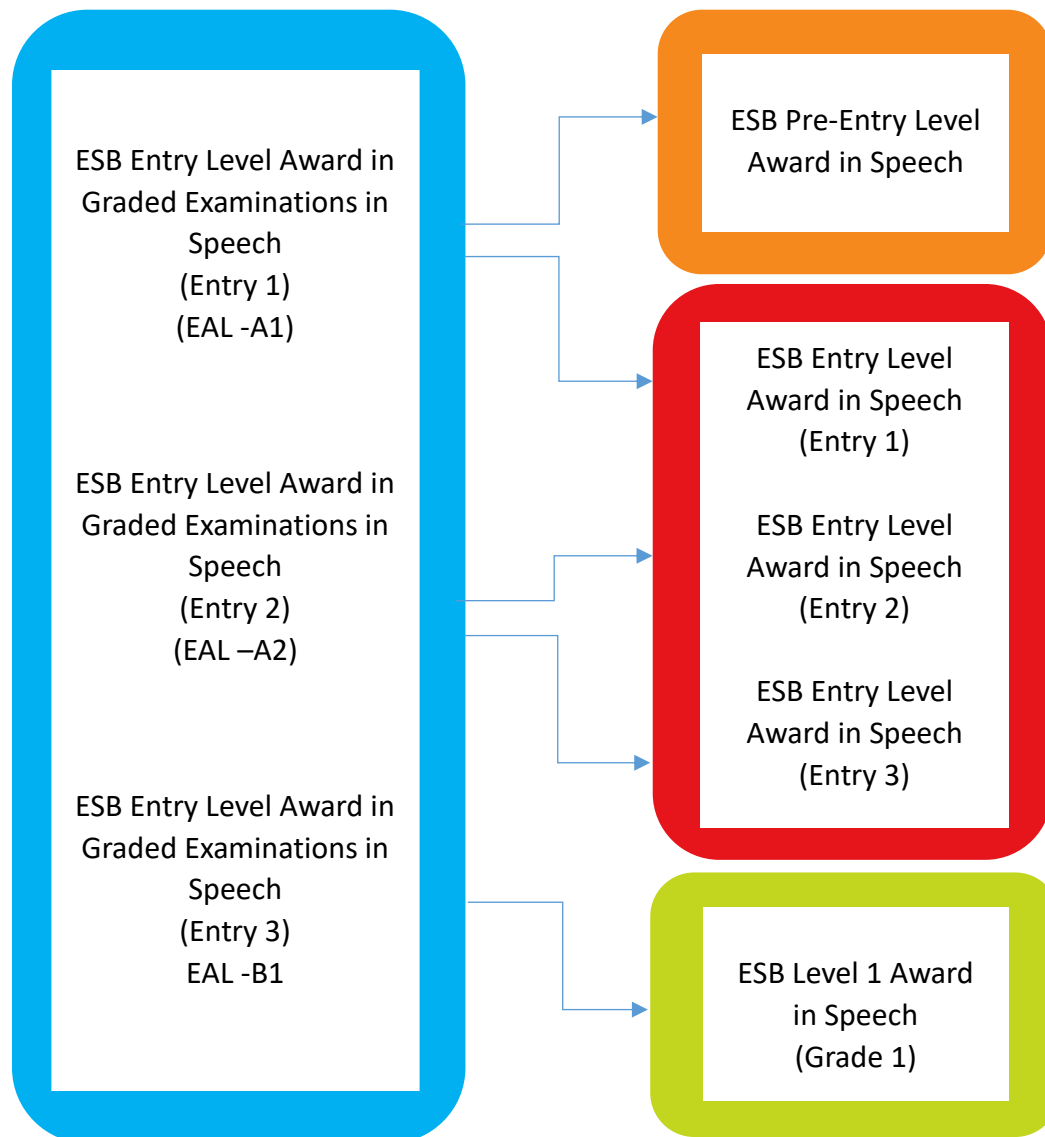 ESB Entry Level Award in
Graded Examinations in
Speech
(Entry 1)
(EAL -A1)
ESB Entry Level Award in
Graded Examinations in
Speech
(Entry 2)
(EAL –A2)
ESB Entry Level Award in
Graded Examinations in
Speech
(Entry 3)
EAL -B1
ESB Pre-Entry Level
Award in Speech
ESB Entry Level
Award in Speech
(Entry 1)
ESB Entry Level
Award in Speech
(Entry 2)
ESB Entry Level
Award in Speech
(Entry 3)
ESB Level 1 Award
in Speech
(Grade 1)